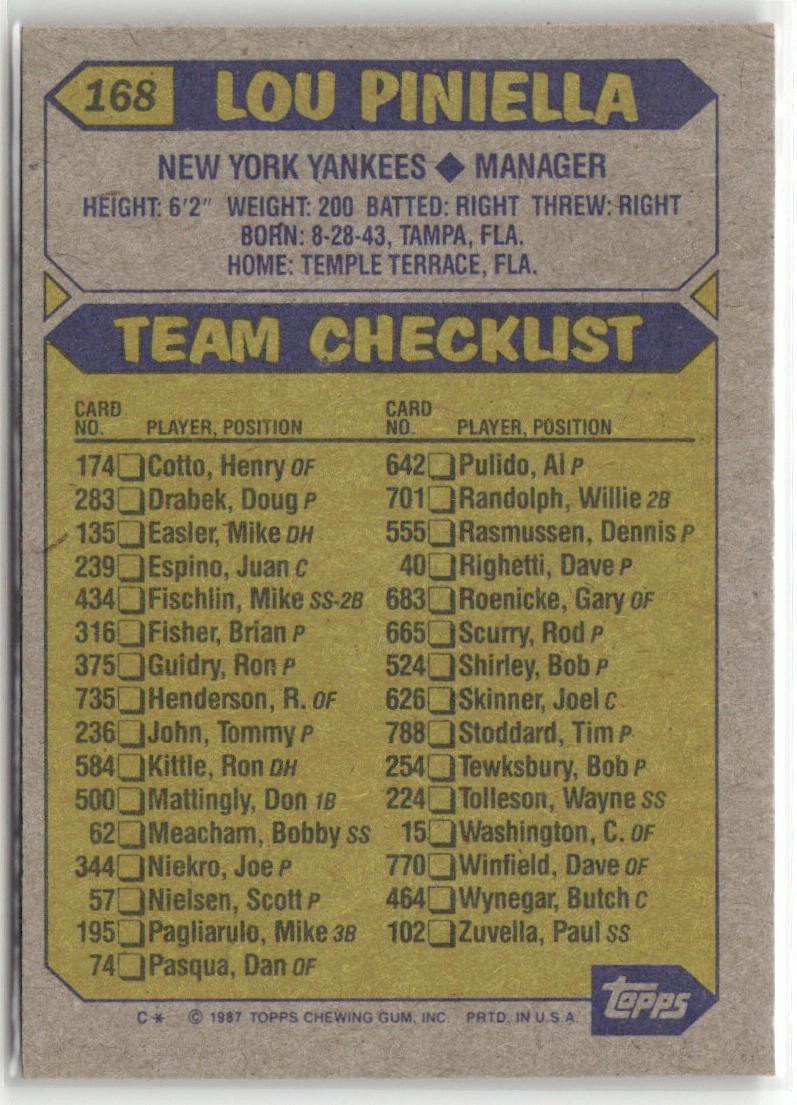 168 LOU PINIELLA
NEW YORK YANKEES ◆ MANAGER
HEIGHT: 6'2" WEIGHT: 200 BATTED: RIGHT THREW: RIGHT
BORN: 8-28-43, TAMPA, FLA.
HOME: TEMPLE TERRACE, FLA.
TEAM CHECKLIST
CARD
NO. PLAYER, POSITION
174 Cotto, Henry OF
283 Drabek, Doug P
135 Easler, Mike DH
239 Espino, Juan C
434 Fischlin, Mike SS-2B
316 Fisher, Brian P
375 Guidry, Ron P
735 Henderson, R. OF
236 John, Tommy P
584 Kittle, Ron DH
500 Mattingly, Don 1B
62 Meacham, Bobby SS
344 Niekro, Joe P
57 Nielsen, Scott P
195 Pagliarulo, Mike 3B
74 Pasqua, Dan OF
CARD
NO. PLAYER, POSITION
642 Pulido, Al P
701 Randolph, Willie 2B
555 Rasmussen, Dennis P
40 Righetti, Dave P
683 Roenicke, Gary OF
665 Scurry, Rod P
524 Shirley, Bob P
626 Skinner, Joel C
788 Stoddard, Tim P
254 Tewksbury, Bob P
224 Tolleson, Wayne SS
15 Washington, C. OF
770 Winfield, Dave OF
464 Wynegar, Butch C
102 Zuvella, Paul SS
topps
C* © 1987 TOPPS CHEWING GUM, INC. PRTD. IN U.S.A.